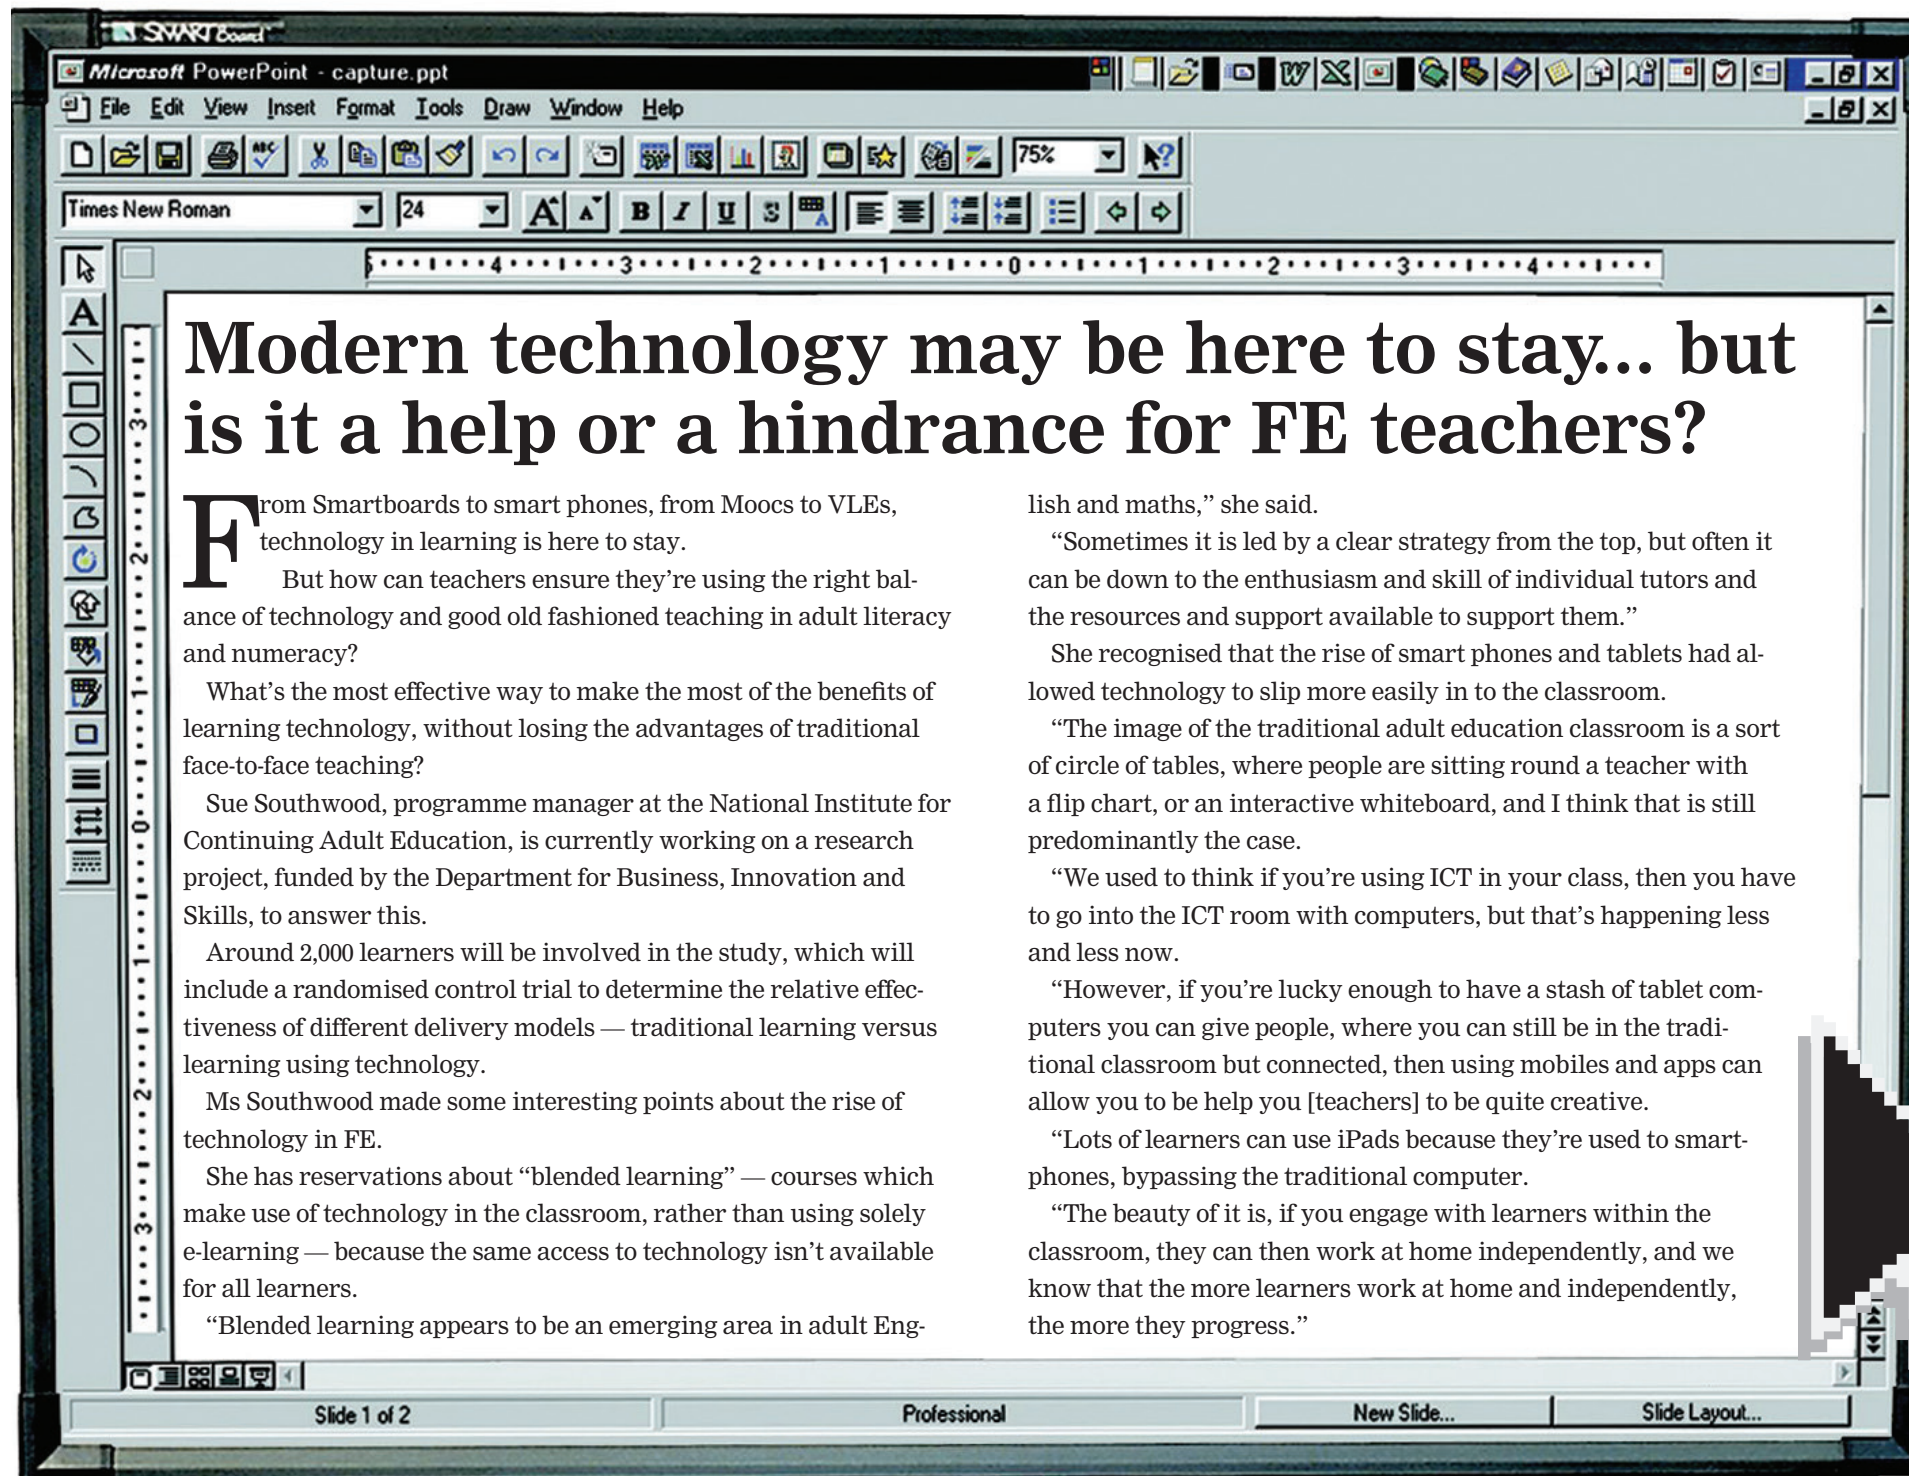 SMART Board
Microsoft PowerPoint - capture.ppt
File Edit View Insert Format Tools Draw Window Help
ABC
75%
Times New Roman
24
A A B I U S A
5 4 3 2 1 0 1 2 3 4
A
3 2 1 0 1 2 3
Modern technology may be here to stay... but
is it a help or a hindrance for FE teachers?
From Smartboards to smart phones, from Moocs to VLEs,
technology in learning is here to stay.
But how can teachers ensure they’re using the right bal-
ance of technology and good old fashioned teaching in adult literacy
and numeracy?
What’s the most effective way to make the most of the benefits of
learning technology, without losing the advantages of traditional
face-to-face teaching?
Sue Southwood, programme manager at the National Institute for
Continuing Adult Education, is currently working on a research
project, funded by the Department for Business, Innovation and
Skills, to answer this.
Around 2,000 learners will be involved in the study, which will
include a randomised control trial to determine the relative effec-
tiveness of different delivery models — traditional learning versus
learning using technology.
Ms Southwood made some interesting points about the rise of
technology in FE.
She has reservations about “blended learning” — courses which
make use of technology in the classroom, rather than using solely
e-learning — because the same access to technology isn’t available
for all learners.
“Blended learning appears to be an emerging area in adult Eng-
lish and maths,” she said.
“Sometimes it is led by a clear strategy from the top, but often it
can be down to the enthusiasm and skill of individual tutors and
the resources and support available to support them.”
She recognised that the rise of smart phones and tablets had al-
lowed technology to slip more easily in to the classroom.
“The image of the traditional adult education classroom is a sort
of circle of tables, where people are sitting round a teacher with
a flip chart, or an interactive whiteboard, and I think that is still
predominantly the case.
“We used to think if you’re using ICT in your class, then you have
to go into the ICT room with computers, but that’s happening less
and less now.
“However, if you’re lucky enough to have a stash of tablet com-
puters you can give people, where you can still be in the tradi-
tional classroom but connected, then using mobiles and apps can
allow you to be help you [teachers] to be quite creative.
“Lots of learners can use iPads because they’re used to smart-
phones, bypassing the traditional computer.
“The beauty of it is, if you engage with learners within the
classroom, they can then work at home independently, and we
know that the more learners work at home and independently,
the more they progress.”
Slide 1 of 2
Professional
New Slide...
Slide Layout...